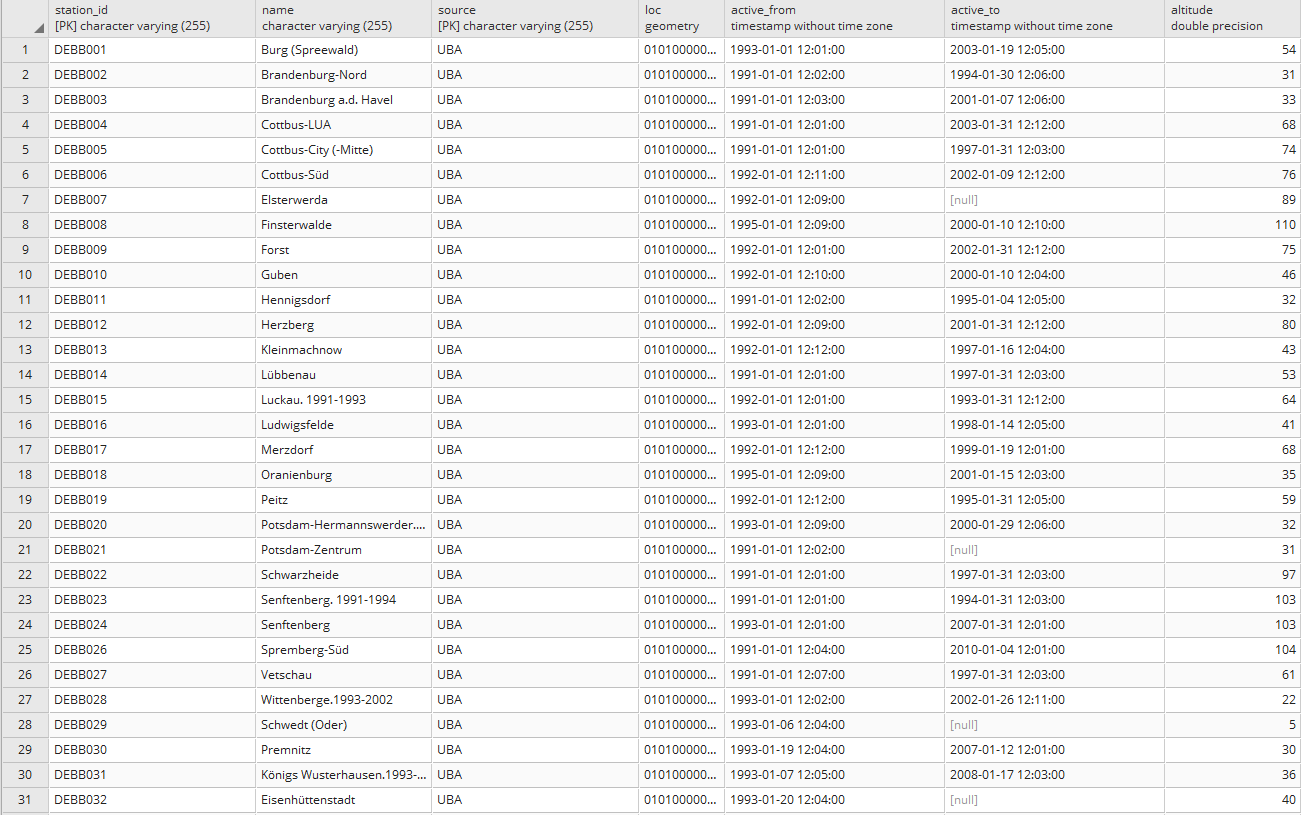 station_id name source loc active_from active_to altitude
[PK] character varying (255) character varying (255) [PK] character varying (255) geometry timestamp without time zone timestamp without time zone double precision
1 DEBB001 Burg (Spreewald) UBA 010100000... 1993-01-01 12:01:00 2003-01-19 12:05:00 54
2 DEBB002 Brandenburg-Nord UBA 010100000... 1991-01-01 12:02:00 1994-01-30 12:06:00 31
3 DEBB003 Brandenburg a.d. Havel UBA 010100000... 1991-01-01 12:03:00 2001-01-07 12:06:00 33
4 DEBB004 Cottbus-LUA UBA 010100000... 1991-01-01 12:01:00 2003-01-31 12:12:00 68
5 DEBB005 Cottbus-City (-Mitte) UBA 010100000... 1991-01-01 12:01:00 1997-01-31 12:03:00 74
6 DEBB006 Cottbus-Süd UBA 010100000... 1992-01-01 12:11:00 2002-01-09 12:12:00 76
7 DEBB007 Elsterwerda UBA 010100000... 1992-01-01 12:09:00 [null] 89
8 DEBB008 Finsterwalde UBA 010100000... 1995-01-01 12:09:00 2000-01-10 12:10:00 110
9 DEBB009 Forst UBA 010100000... 1992-01-01 12:01:00 2002-01-31 12:12:00 75
10 DEBB010 Guben UBA 010100000... 1992-01-01 12:10:00 2000-01-10 12:04:00 46
11 DEBB011 Hennigsdorf UBA 010100000... 1991-01-01 12:02:00 1995-01-04 12:05:00 32
12 DEBB012 Herzberg UBA 010100000... 1992-01-01 12:09:00 2001-01-31 12:12:00 80
13 DEBB013 Kleinmachnow UBA 010100000... 1992-01-01 12:12:00 1997-01-16 12:04:00 43
14 DEBB014 Lübbenau UBA 010100000... 1991-01-01 12:01:00 1997-01-31 12:03:00 53
15 DEBB015 Luckau. 1991-1993 UBA 010100000... 1992-01-01 12:01:00 1993-01-31 12:12:00 64
16 DEBB016 Ludwigsfelde UBA 010100000... 1993-01-01 12:01:00 1998-01-14 12:05:00 41
17 DEBB017 Merzdorf UBA 010100000... 1992-01-01 12:12:00 1999-01-19 12:01:00 68
18 DEBB018 Oranienburg UBA 010100000... 1995-01-01 12:09:00 2001-01-15 12:03:00 35
19 DEBB019 Peitz UBA 010100000... 1992-01-01 12:12:00 1995-01-31 12:05:00 59
20 DEBB020 Potsdam-Hermannswerder.... UBA 010100000... 1993-01-01 12:09:00 2000-01-29 12:06:00 32
21 DEBB021 Potsdam-Zentrum UBA 010100000... 1991-01-01 12:02:00 [null] 31
22 DEBB022 Schwarzheide UBA 010100000... 1991-01-01 12:01:00 1997-01-31 12:03:00 97
23 DEBB023 Senftenberg. 1991-1994 UBA 010100000... 1991-01-01 12:01:00 1994-01-31 12:03:00 103
24 DEBB024 Senftenberg UBA 010100000... 1993-01-01 12:01:00 2007-01-31 12:01:00 103
25 DEBB026 Spremberg-Süd UBA 010100000... 1991-01-01 12:04:00 2010-01-04 12:01:00 104
26 DEBB027 Vetschau UBA 010100000... 1991-01-01 12:07:00 1997-01-31 12:03:00 61
27 DEBB028 Wittenberge.1993-2002 UBA 010100000... 1993-01-01 12:02:00 2002-01-26 12:11:00 22
28 DEBB029 Schwedt (Oder) UBA 010100000... 1993-01-06 12:04:00 [null] 5
29 DEBB030 Premnitz UBA 010100000... 1993-01-19 12:04:00 2007-01-12 12:01:00 30
30 DEBB031 Königs Wusterhausen.1993-... UBA 010100000... 1993-01-07 12:05:00 2008-01-17 12:03:00 36
31 DEBB032 Eisenhüttenstadt UBA 010100000... 1993-01-20 12:04:00 [null] 40